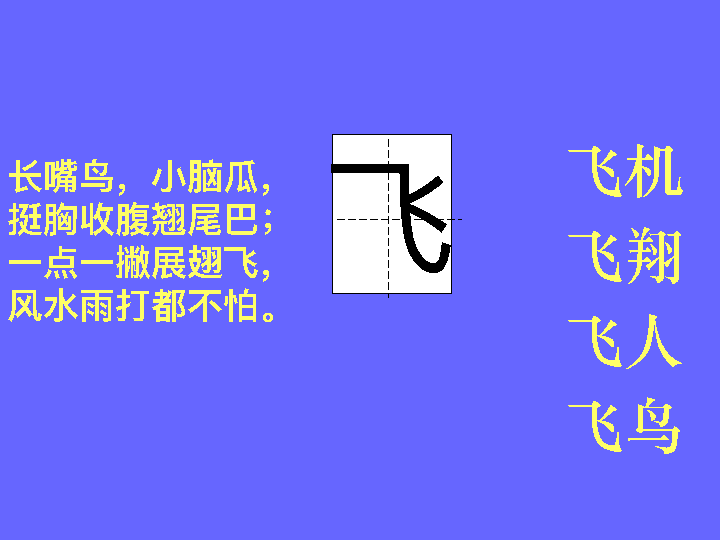 长嘴鸟，小脑瓜，
挺胸收腹翘尾巴；
一点一撇展翅飞，
风水雨打都不怕。
飞
飞机
飞翔
飞人
飞鸟